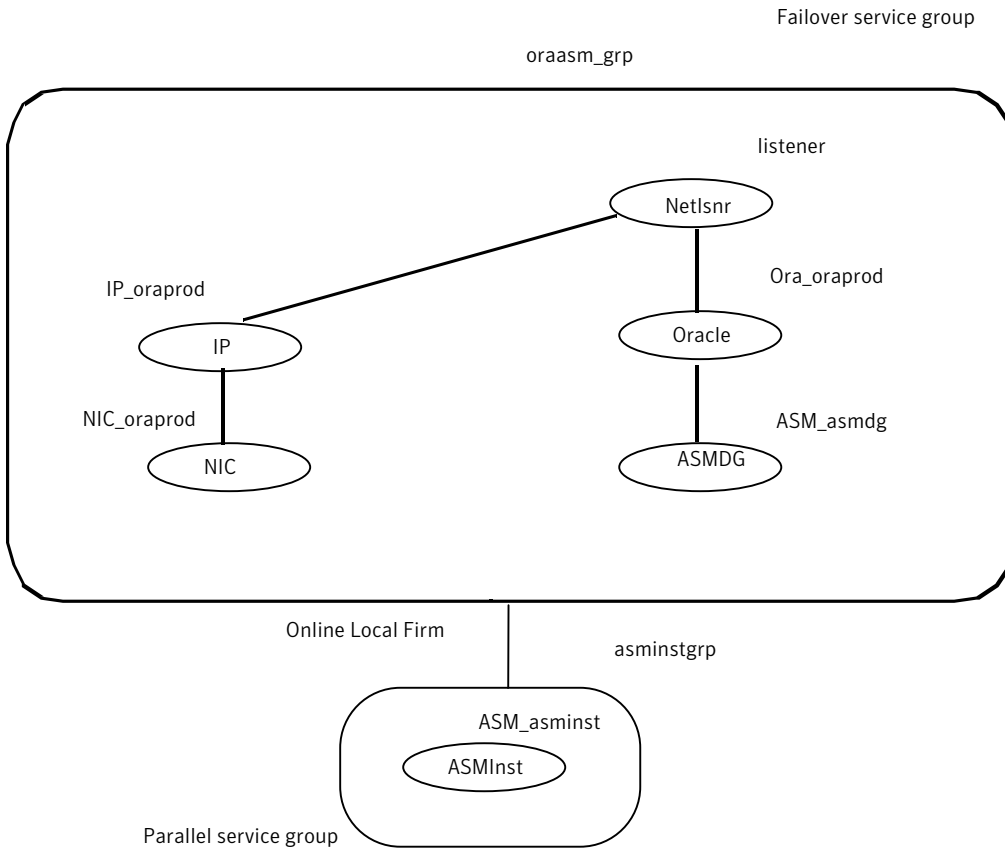 Failover service group
oraasm_grp
listener
Netlsnr
Ora_oraprod
IP_oraprod
Oracle
IP
NIC_oraprod
ASM_asmdg
ASMDG
NIC
Online Local Firm
asminstgrp
ASM_asminst
ASMInst
Parallel service group